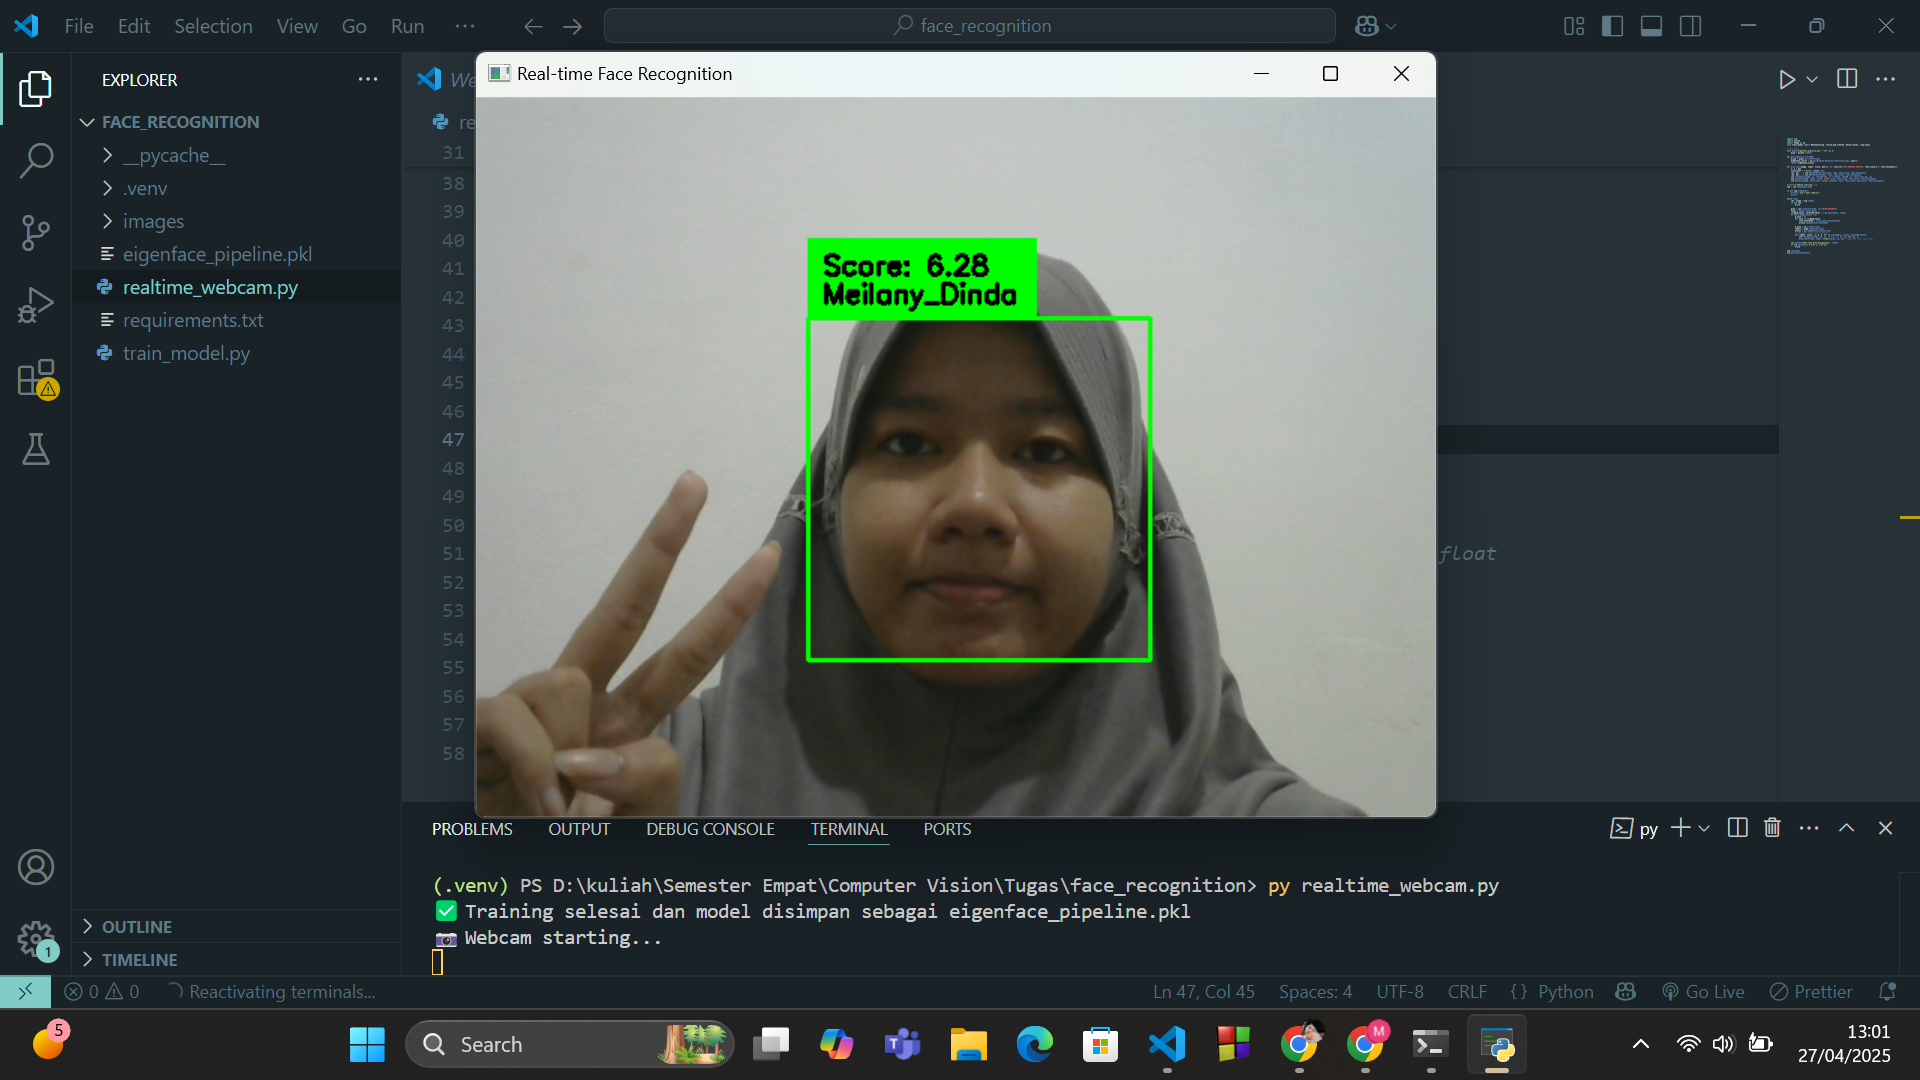 File Edit Selection View Go Run ···
face_recognition
EXPLORER
FACE_RECOGNITION
__pycache__
.venv
images
eigenface_pipeline.pkl
realtime_webcam.py
requirements.txt
train_model.py
OUTLINE
TIMELINE
We
re
31
38
39
40
41
42
43
44
45
46
47
48
49
50
51
52
53
54
55
56
57
58
float
Real-time Face Recognition
Score: 6.28
Meilany_Dinda
PROBLEMS OUTPUT DEBUG CONSOLE TERMINAL PORTS
py
(.venv) PS D:\kuliah\Semester Empat\Computer Vision\Tugas\face_recognition> py realtime_webcam.py
✅ Training selesai dan model disimpan sebagai eigenface_pipeline.pkl
📷 Webcam starting...
1
0 0 Reactivating terminals... Ln 47, Col 45 Spaces: 4 UTF-8 CRLF {} Python Go Live Prettier
5
Search
T
M
13:01
27/04/2025